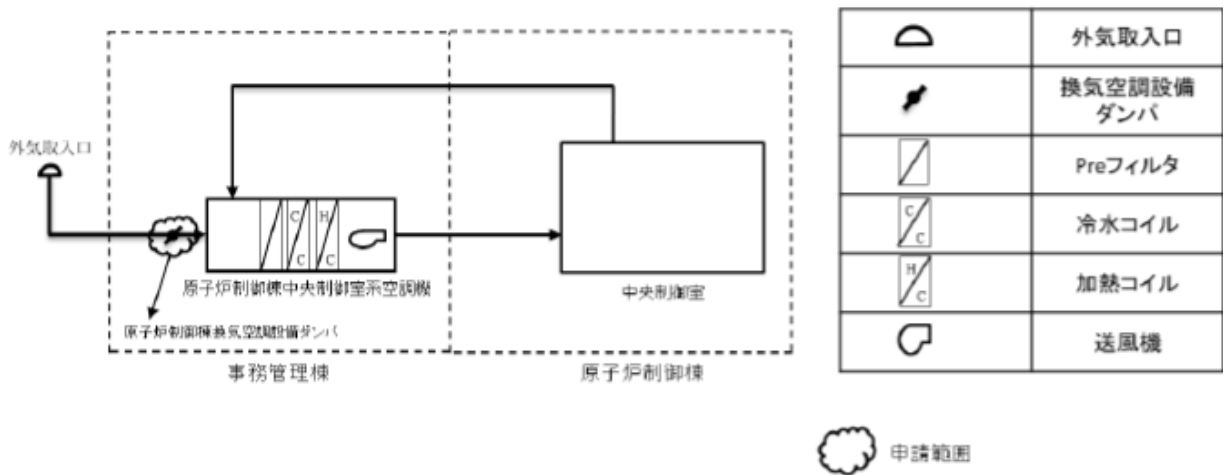 外気取入口
C
C
H
C
原子炉制御棟中央制御室系空調機
原子炉制御棟換気空調設備ダンパ
中央制御室
事務管理棟
原子炉制御棟
外気取入口
換気空調設備
ダンパ
Preフィルタ
C
C
冷水コイル
H
C
加熱コイル
送風機
申請範囲